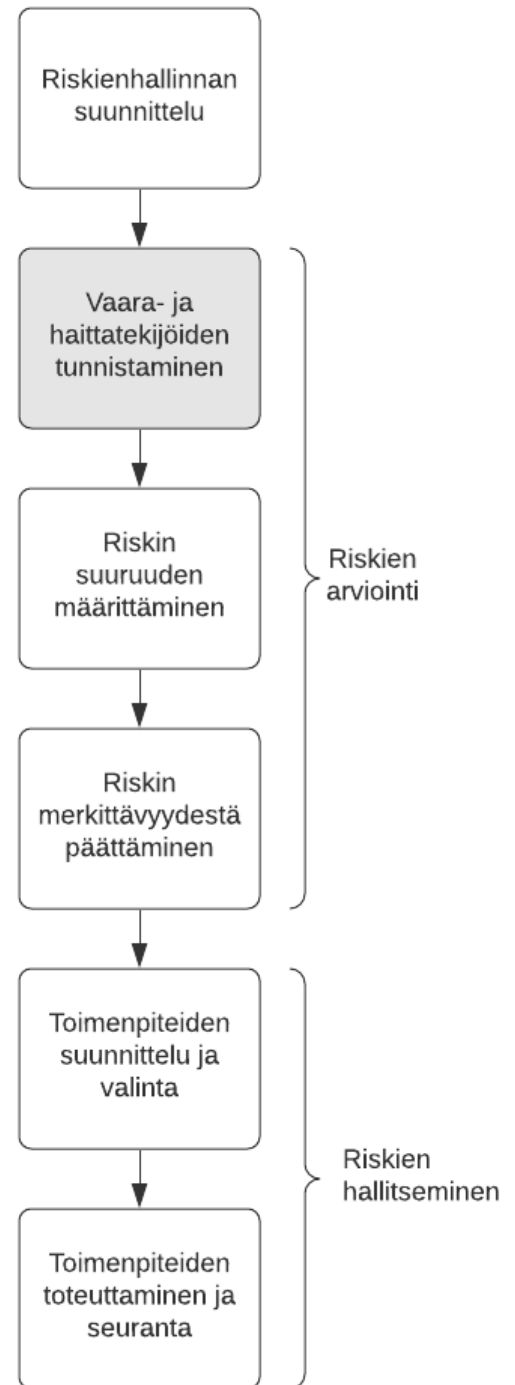 Riskienhallinnan
suunnittelu
Vaara- ja
haittatekijöiden
tunnistaminen
Riskin
suuruuden
määrittäminen
Riskien
arviointi
Riskin
merkittävyydestä
päättäminen
Toimenpiteiden
suunnittelu ja
valinta
Riskien
hallitseminen
Toimenpiteiden
toteuttaminen ja
seuranta